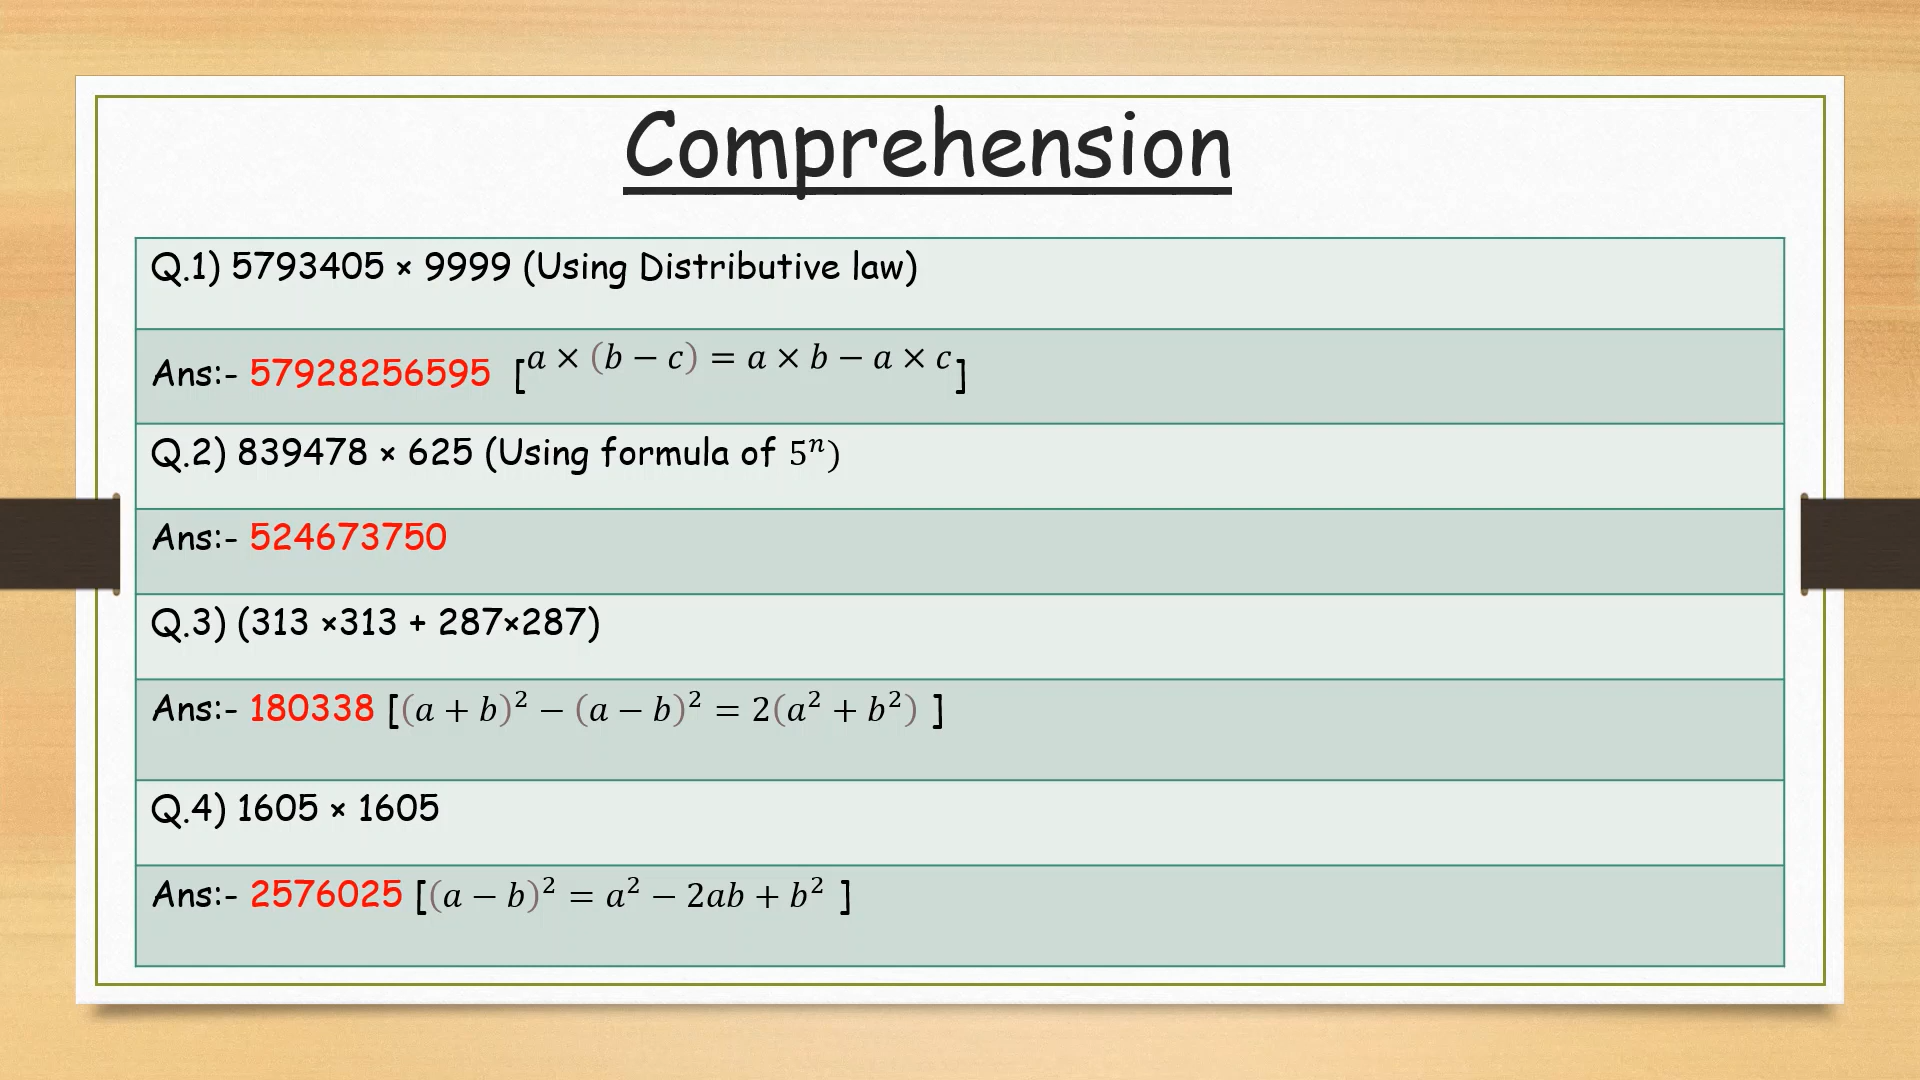 Comprehension
Q.1) 5793405 × 9999 (Using Distributive law)
Ans:- 57928256595 [a × (b − c) = a × b − a × c]
Q.2) 839478 × 625 (Using formula of 5ⁿ)
Ans:- 524673750
Q.3) (313 ×313 + 287×287)
Ans:- 180338 [(a + b)² − (a − b)² = 2(a² + b²) ]
Q.4) 1605 × 1605
Ans:- 2576025 [(a − b)² = a² − 2ab + b² ]